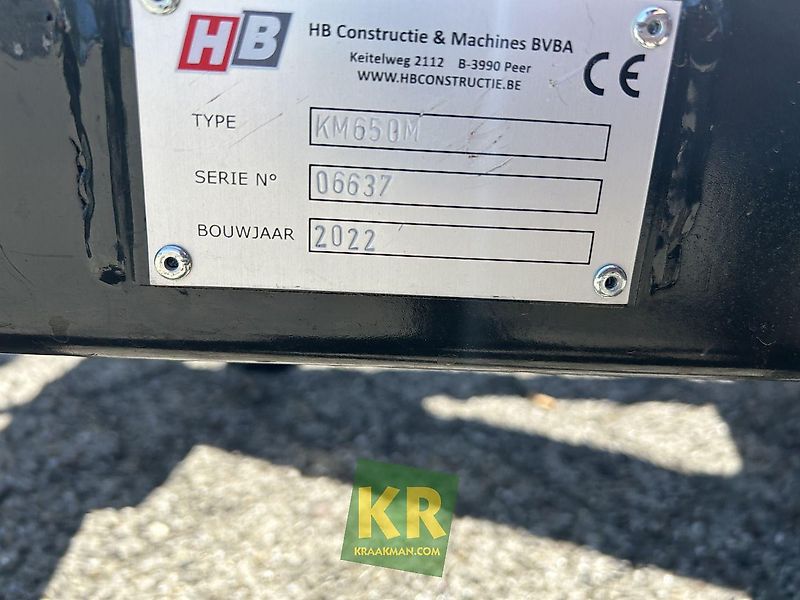 HB
HB Constructie & Machines BVBA
Keitelweg 2112 B-3990 Peer
WWW.HBCONSTRUCTIE.BE
CE
TYPE KM650M
SERIE N° 06637
BOUWJAAR 2022
KR
KRAAKMAN.COM